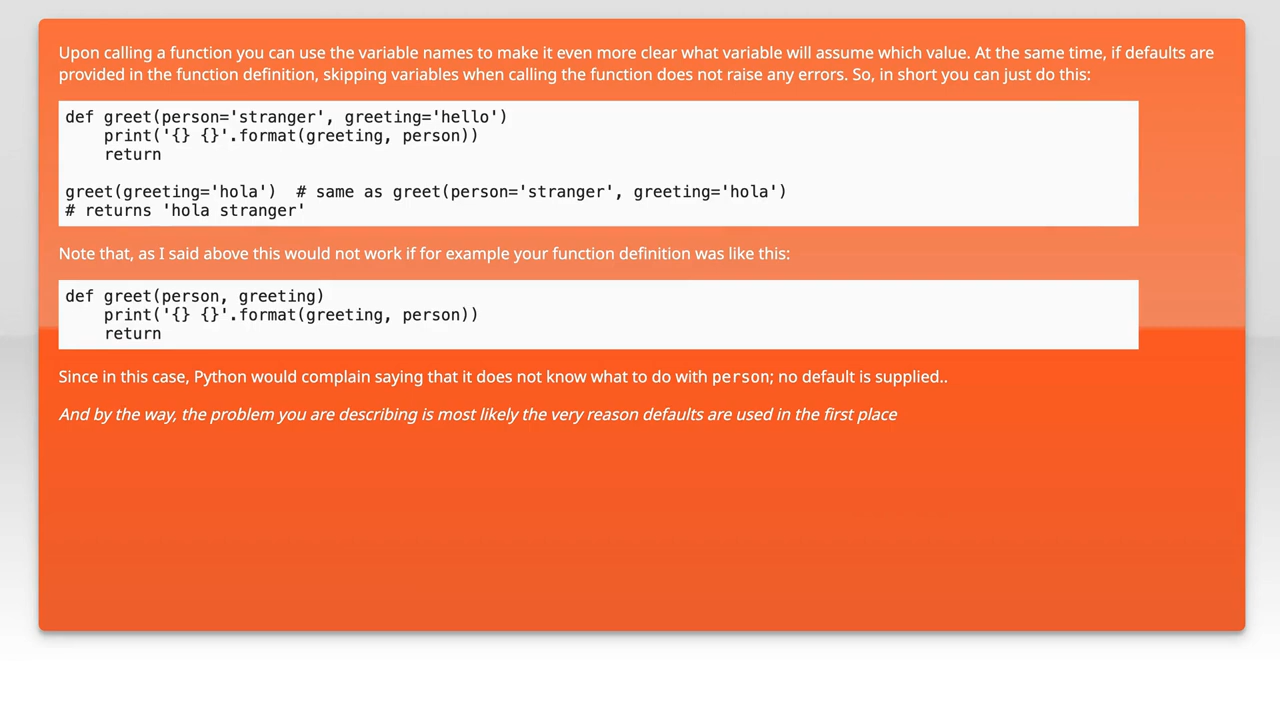 Upon calling a function you can use the variable names to make it even more clear what variable will assume which value. At the same time, if defaults are
provided in the function definition, skipping variables when calling the function does not raise any errors. So, in short you can just do this:
def greet(person='stranger', greeting='hello')
    print('{} {}'.format(greeting, person))
    return
greet(greeting='hola')  # same as greet(person='stranger', greeting='hola')
# returns 'hola stranger'
Note that, as I said above this would not work if for example your function definition was like this:
def greet(person, greeting)
    print('{} {}'.format(greeting, person))
    return
Since in this case, Python would complain saying that it does not know what to do with person; no default is supplied..
And by the way, the problem you are describing is most likely the very reason defaults are used in the first place